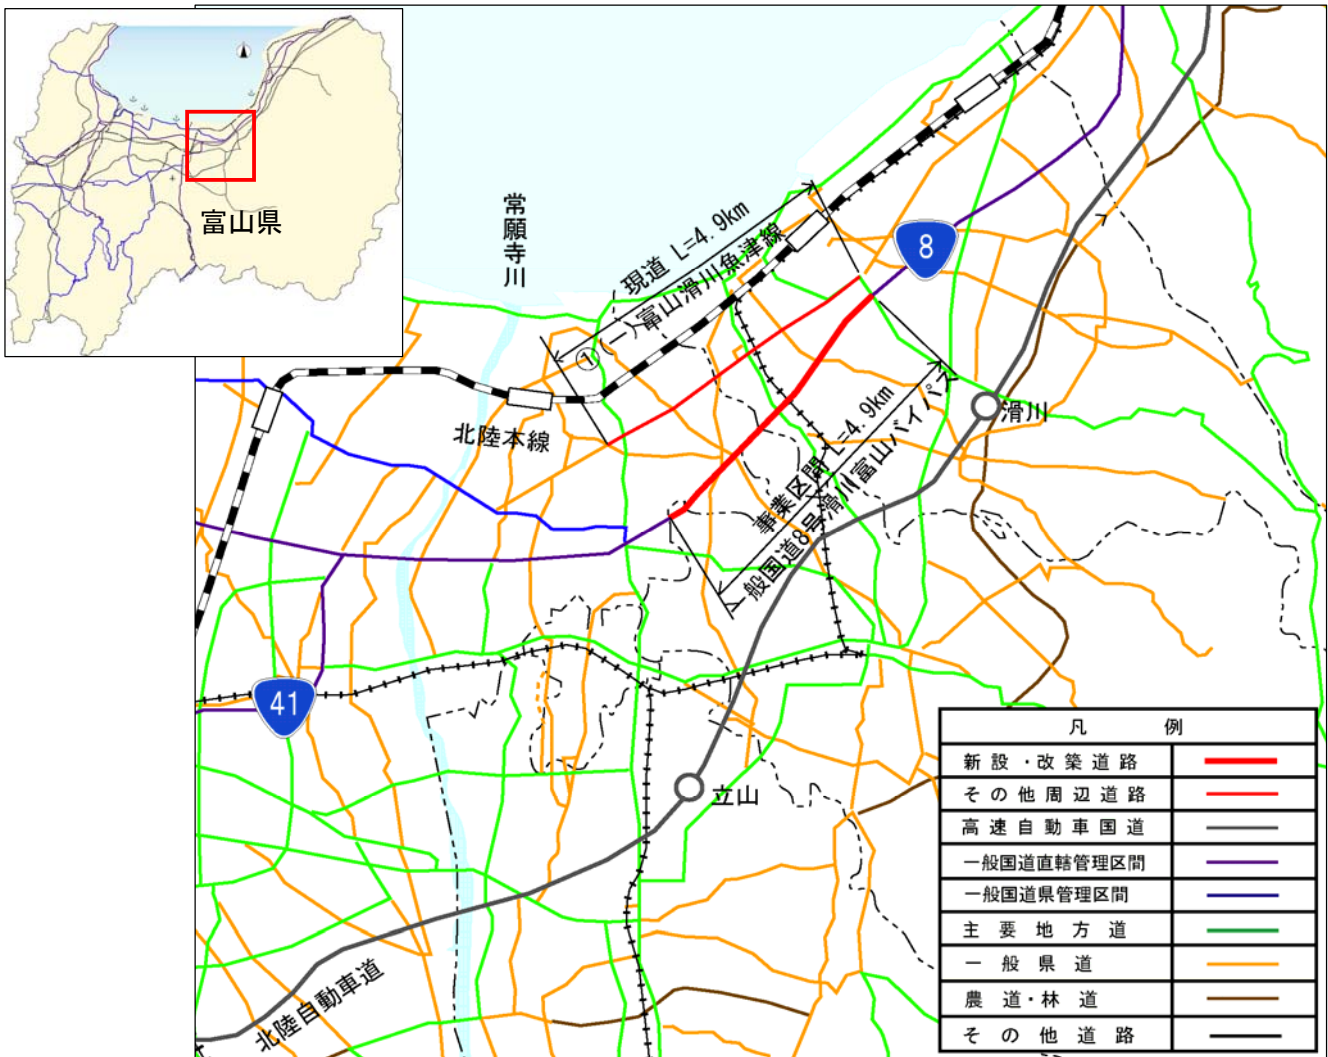 富山県
常願寺川
現道 L=4.9km
①(一)富山滑川魚津線
8
滑川
北陸本線
事業区間 L=4.9km
一般国道8号滑川富山バイパス
41
立山
北陸自動車道
凡 例
新設・改築道路
その他周辺道路
高速自動車国道
一般国道直轄管理区間
一般国道県管理区間
主要地方道
一般県道
農道・林道
その他道路